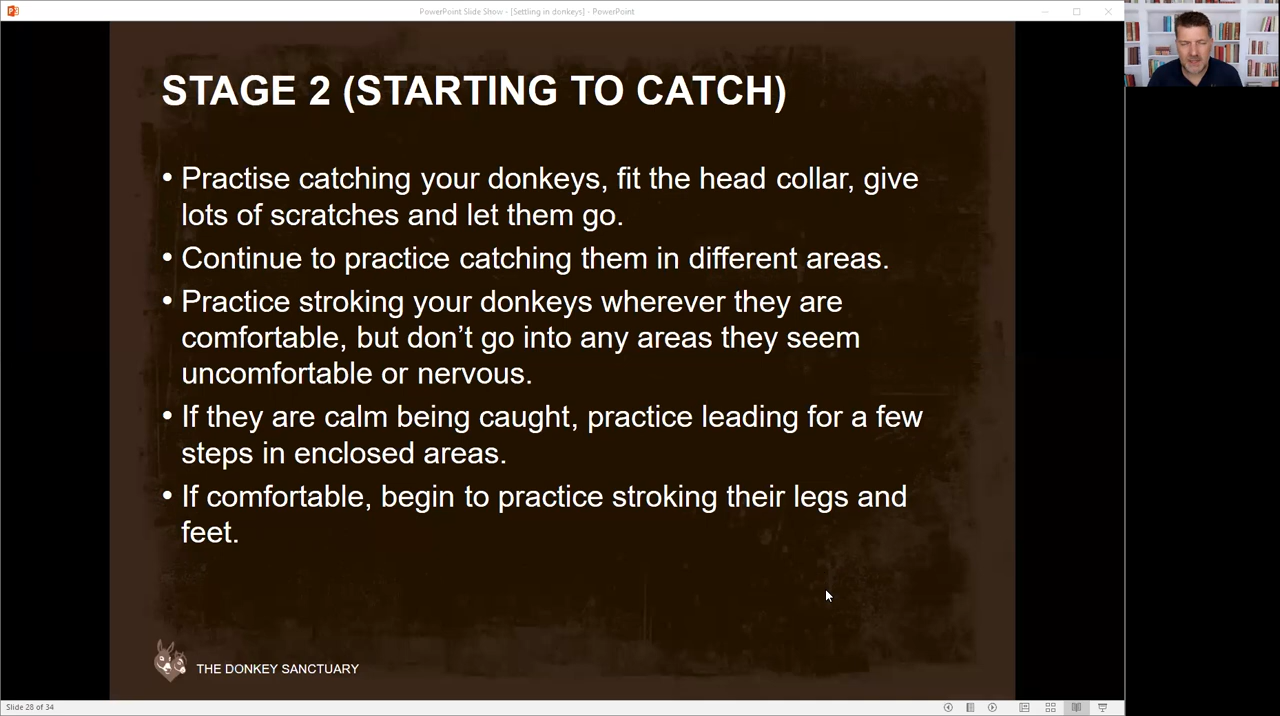 PowerPoint Slide Show - [Settling in donkeys] - PowerPoint
STAGE 2 (STARTING TO CATCH)
• Practise catching your donkeys, fit the head collar, give
lots of scratches and let them go.
• Continue to practice catching them in different areas.
• Practice stroking your donkeys wherever they are
comfortable, but don’t go into any areas they seem
uncomfortable or nervous.
• If they are calm being caught, practice leading for a few
steps in enclosed areas.
• If comfortable, begin to practice stroking their legs and
feet.
THE DONKEY SANCTUARY
Slide 28 of 34